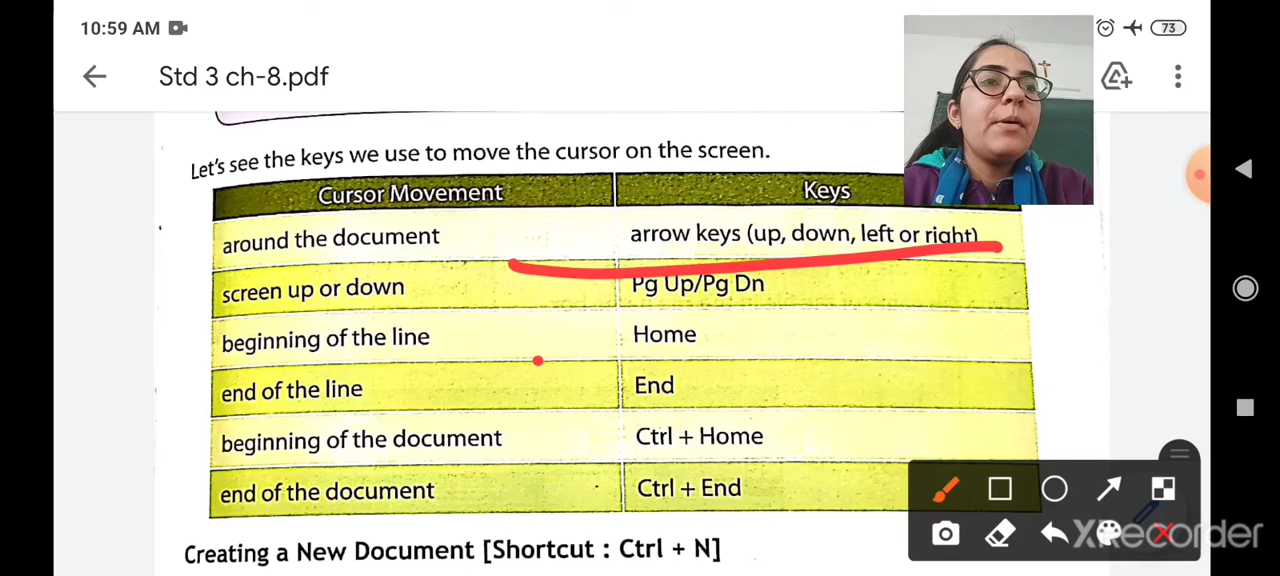 10:59 AM 73
Std 3 ch-8.pdf
Let's see the keys we use to move the cursor on the screen.
Cursor Movement Keys
around the document arrow keys (up, down, left or right)
screen up or down Pg Up/Pg Dn
beginning of the line Home
end of the line End
beginning of the document Ctrl + Home
end of the document Ctrl + End
Creating a New Document [Shortcut : Ctrl + N]
XRecorder